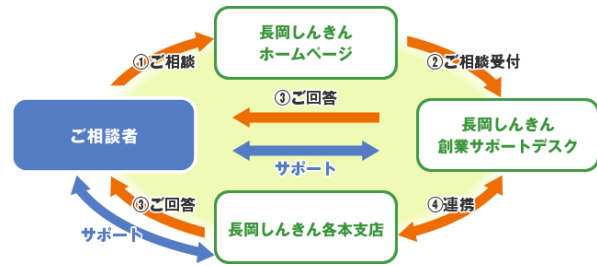 長岡しんきん
ホームページ
①ご相談
②ご相談受付
③ご回答
ご相談者
長岡しんきん
創業サポートデスク
サポート
③ご回答
④連携
サポート
長岡しんきん各本支店